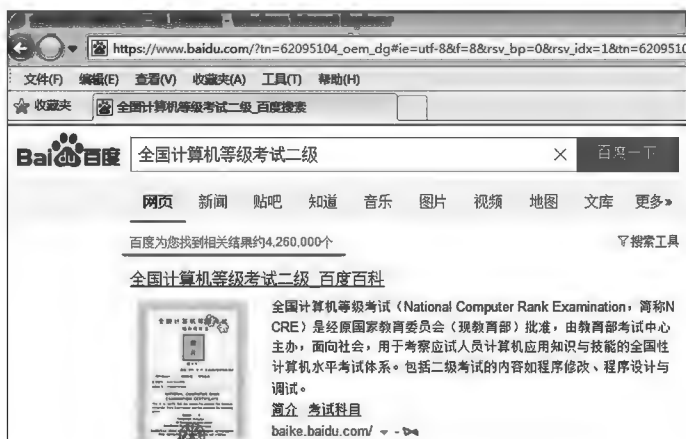 https://www.baidu.com/?tn=62095104_oem_dg#ie=utf-8&f=8&rsv_bp=0&rsv_idx=1&tn=6209510
文件(F) 编辑(E) 查看(V) 收藏夹(A) 工具(T) 帮助(H)
收藏夹 全国计算机等级考试二级_百度搜索
Bai du 百度 全国计算机等级考试二级 × 百度一下
网页 新闻 贴吧 知道 音乐 图片 视频 地图 文库 更多»
百度为您找到相关结果约4,260,000个 搜索工具
全国计算机等级考试二级_百度百科
全国计算机等级考试（National Computer Rank Examination，简称N
CRE）是经原国家教育委员会（现教育部）批准，由教育部考试中心
主办，面向社会，用于考察应试人员计算机应用知识与技能的全国性
计算机水平考试体系。包括二级考试的内容如程序修改、程序设计与
调试。
简介 考试科目
baike.baidu.com/